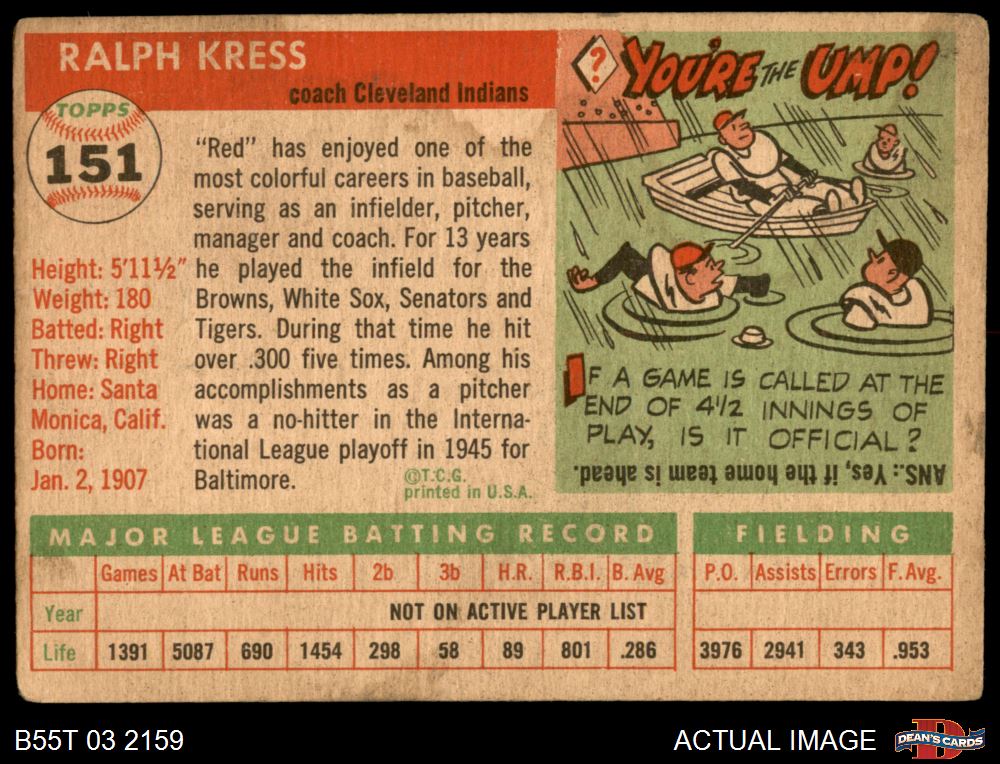 RALPH KRESS
coach Cleveland Indians
TOPPS
151
"Red" has enjoyed one of the
most colorful careers in baseball,
serving as an infielder, pitcher,
manager and coach. For 13 years
he played the infield for the
Browns, White Sox, Senators and
Tigers. During that time he hit
over .300 five times. Among his
accomplishments as a pitcher
was a no-hitter in the Interna-
tional League playoff in 1945 for
Baltimore.
©T.C.G.
printed in U.S.A.
Height: 5'11½"
Weight: 180
Batted: Right
Threw: Right
Home: Santa
Monica, Calif.
Born:
Jan. 2, 1907
? YOU'RE THE UMP!
IF A GAME IS CALLED AT THE
END OF 4½ INNINGS OF
PLAY, IS IT OFFICIAL?
ANS.: Yes, if the home team is ahead.
MAJOR LEAGUE BATTING RECORD FIELDING
Games At Bat Runs Hits 2b 3b H.R. R.B.I. B. Avg P.O. Assists Errors F. Avg.
Year NOT ON ACTIVE PLAYER LIST
Life 1391 5087 690 1454 298 58 89 801 .286 3976 2941 343 .953
B55T 03 2159
ACTUAL IMAGE
D
DEAN'S CARDS